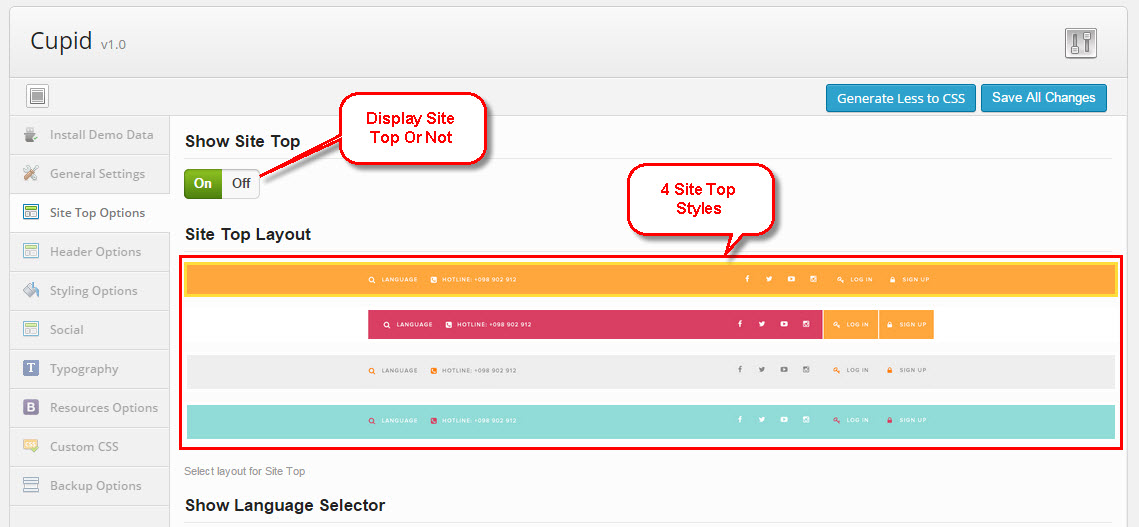 Cupid v1.0
Generate Less to CSS Save All Changes
Install Demo Data
General Settings
Site Top Options
Header Options
Styling Options
Social
Typography
Resources Options
Custom CSS
Backup Options
Show Site Top
Display Site
Top Or Not
On Off
4 Site Top
Styles
Site Top Layout
LANGUAGE HOTLINE: +098 902 912 LOG IN SIGN UP
LANGUAGE HOTLINE: +098 902 912 LOG IN SIGN UP
LANGUAGE HOTLINE: +098 902 912 LOG IN SIGN UP
LANGUAGE HOTLINE: +098 902 912 LOG IN SIGN UP
Select layout for Site Top
Show Language Selector